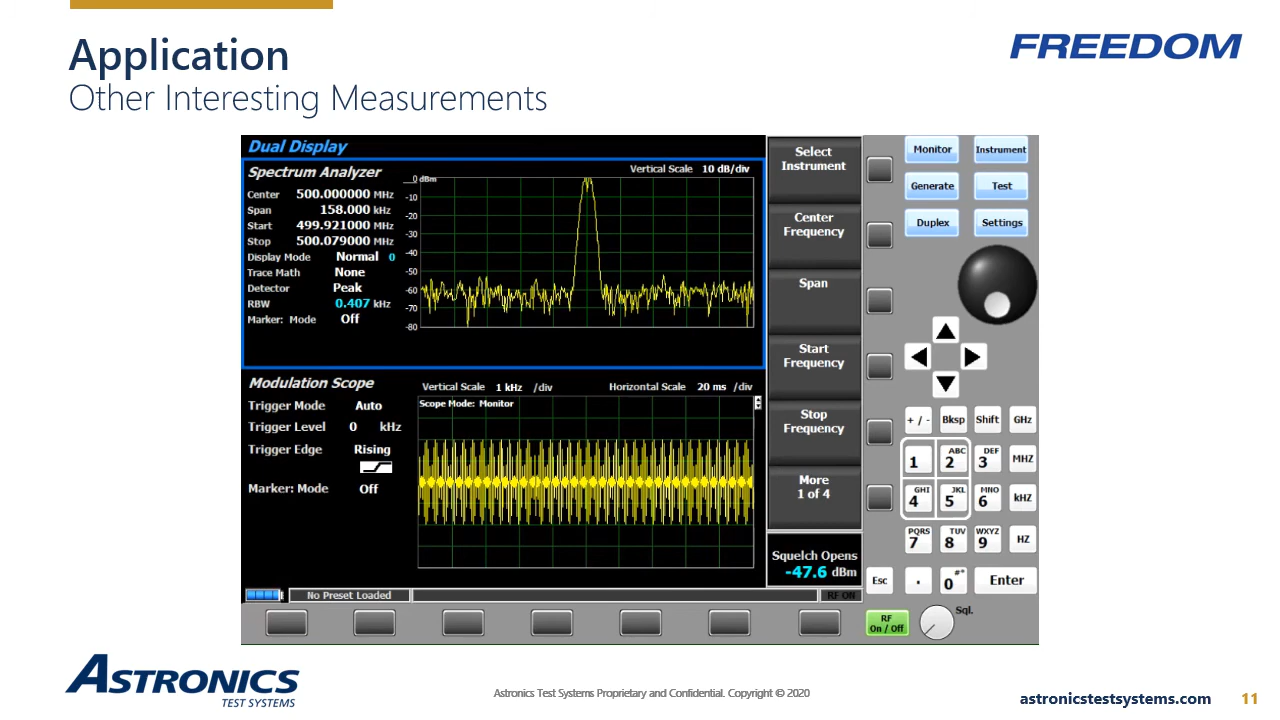 Application
FREEDOM
Other Interesting Measurements
Dual Display
Spectrum Analyzer
Vertical Scale 10 dB/div
Center 500.000000 MHz
Span 158.000 kHz
Start 499.921000 MHz
Stop 500.079000 MHz
Display Mode Normal 0
Trace Math None
Detector Peak
RBW 0.407 kHz
Marker: Mode Off
0 dBm
-10
-20
-30
-40
-50
-60
-70
-80
Modulation Scope
Vertical Scale 1 kHz /div
Horizontal Scale 20 ms /div
Trigger Mode Auto
Trigger Level 0 kHz
Trigger Edge Rising
Marker: Mode Off
Scope Mode: Monitor
Select
Instrument
Center
Frequency
Span
Start
Frequency
Stop
Frequency
More
1 of 4
Squelch Opens
-47.6 dBm
No Preset Loaded
RF ON
Monitor
Instrument
Generate
Test
Duplex
Settings
+ / - Bksp Shift GHz
1 ABC 2 DEF 3 MHZ
GHI 4 JKL 5 MNO 6 kHZ
PQRS 7 TUV 8 WXYZ 9 HZ
Esc . 0 #* Enter
RF
On / Off
Sql.
ASTRONICS
TEST SYSTEMS
Astronics Test Systems Proprietary and Confidential. Copyright © 2020
astronicstestsystems.com 11